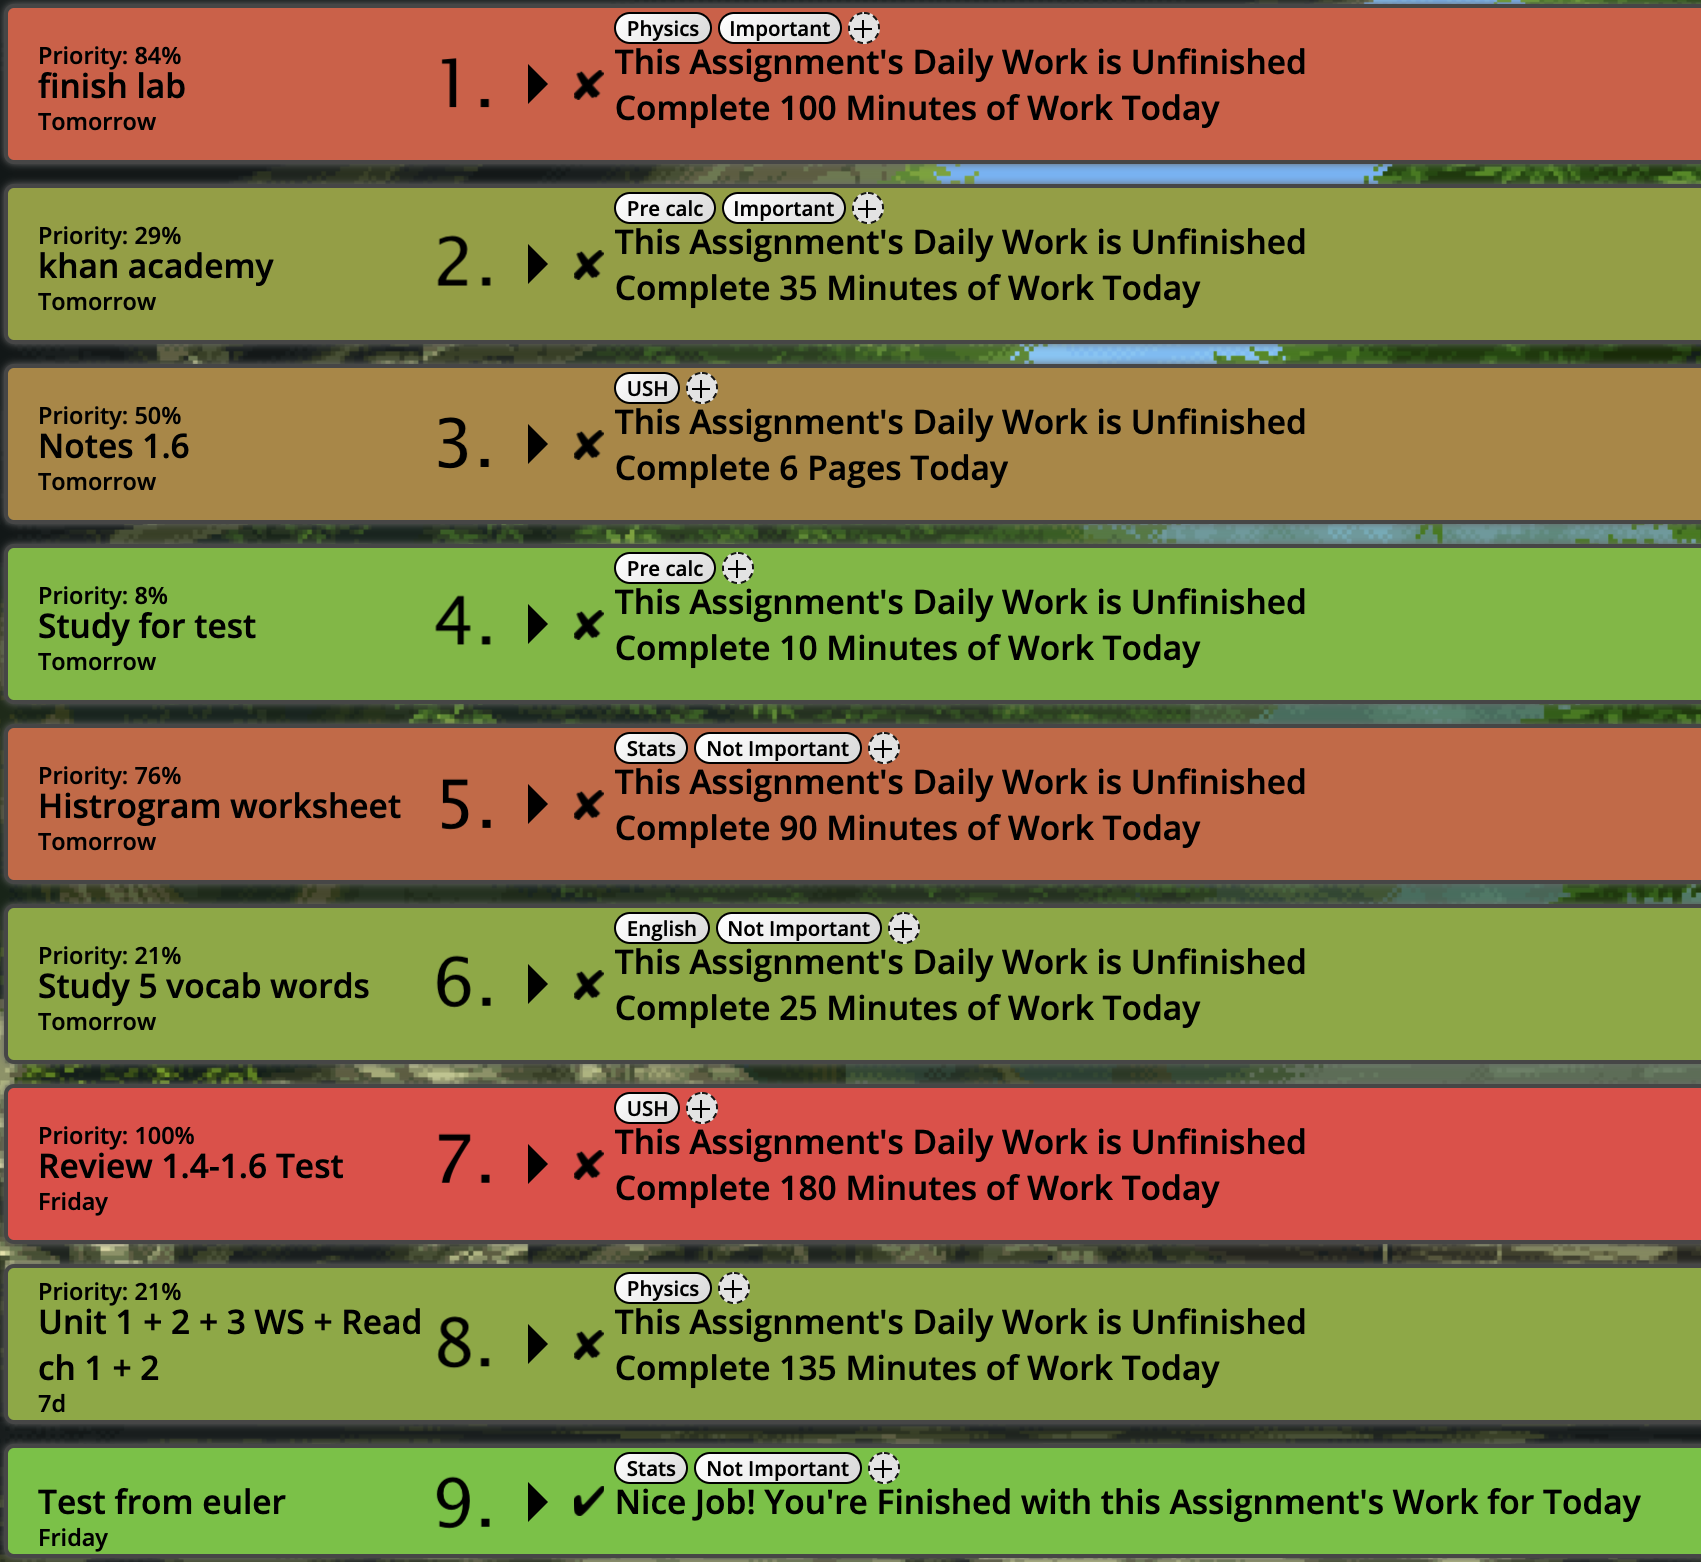 Physics Important
Priority: 84%
finish lab
Tomorrow
1.
This Assignment's Daily Work is Unfinished
Complete 100 Minutes of Work Today
Pre calc Important
Priority: 29%
khan academy
Tomorrow
2.
This Assignment's Daily Work is Unfinished
Complete 35 Minutes of Work Today
USH
Priority: 50%
Notes 1.6
Tomorrow
3.
This Assignment's Daily Work is Unfinished
Complete 6 Pages Today
Pre calc
Priority: 8%
Study for test
Tomorrow
4.
This Assignment's Daily Work is Unfinished
Complete 10 Minutes of Work Today
Stats Not Important
Priority: 76%
Histrogram worksheet
Tomorrow
5.
This Assignment's Daily Work is Unfinished
Complete 90 Minutes of Work Today
English Not Important
Priority: 21%
Study 5 vocab words
Tomorrow
6.
This Assignment's Daily Work is Unfinished
Complete 25 Minutes of Work Today
USH
Priority: 100%
Review 1.4-1.6 Test
Friday
7.
This Assignment's Daily Work is Unfinished
Complete 180 Minutes of Work Today
Physics
Priority: 21%
Unit 1 + 2 + 3 WS + Read
ch 1 + 2
7d
8.
This Assignment's Daily Work is Unfinished
Complete 135 Minutes of Work Today
Stats Not Important
Test from euler
Friday
9.
Nice Job! You're Finished with this Assignment's Work for Today